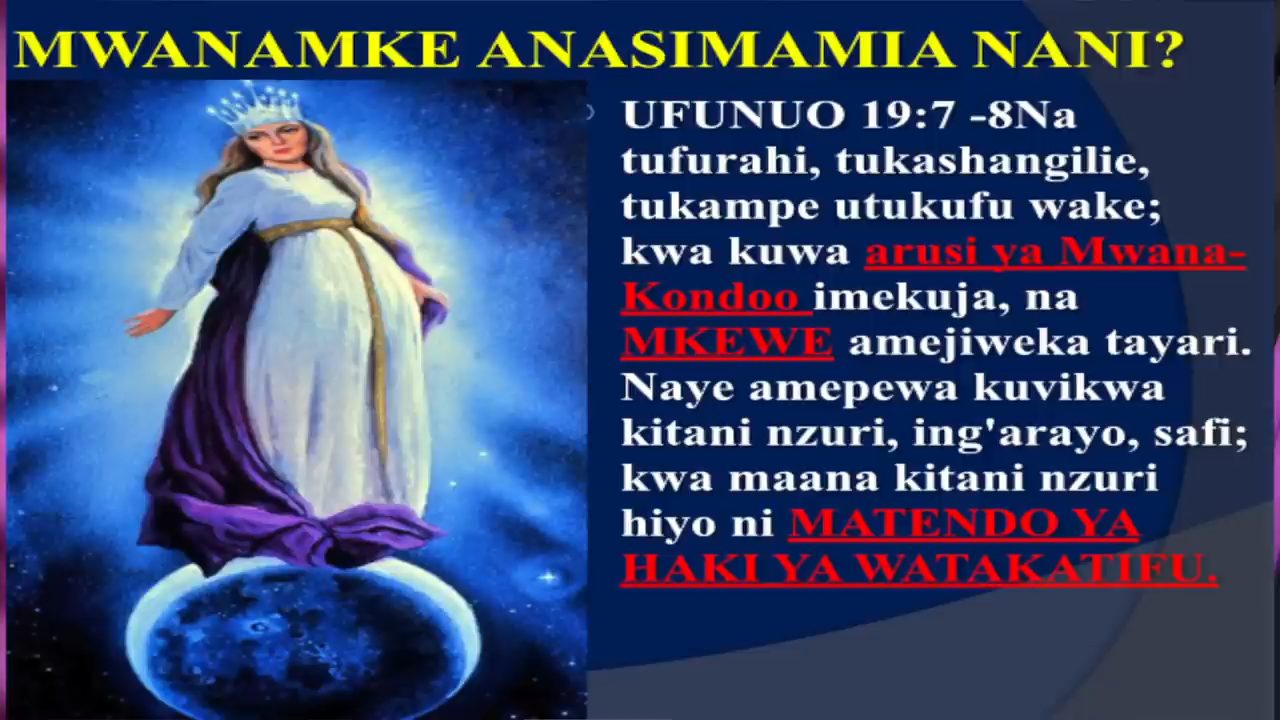 MWANAMKE ANASIMAMIA NANI?
UFUNUO 19:7 -8Na
tufurahi, tukashangilie,
tukampe utukufu wake;
kwa kuwa arusi ya Mwana-
Kondoo imekuja, na
MKEWE amejiweka tayari.
Naye amepewa kuvikwa
kitani nzuri, ing'arayo, safi;
kwa maana kitani nzuri
hiyo ni MATENDO YA
HAKI YA WATAKATIFU.